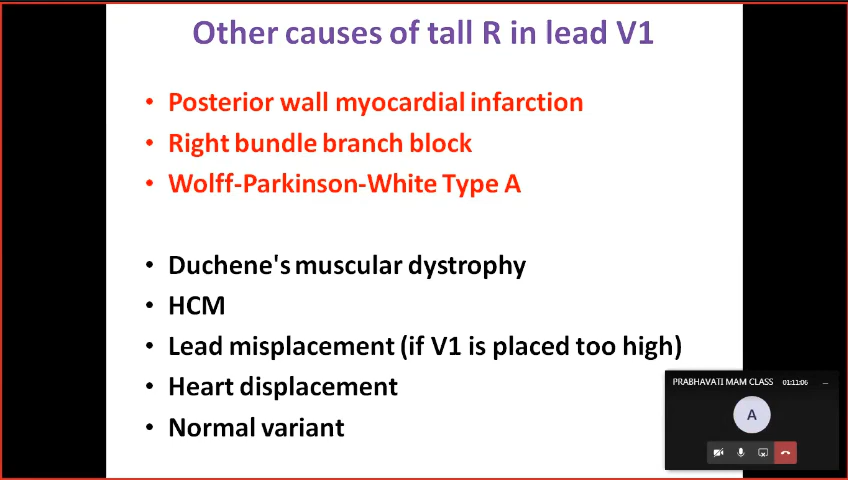 Other causes of tall R in lead V1
• Posterior wall myocardial infarction
• Right bundle branch block
• Wolff-Parkinson-White Type A
• Duchene's muscular dystrophy
• HCM
• Lead misplacement (if V1 is placed too high)
• Heart displacement
• Normal variant
PRABHAVATI MAM CLASS 01:11:06
A